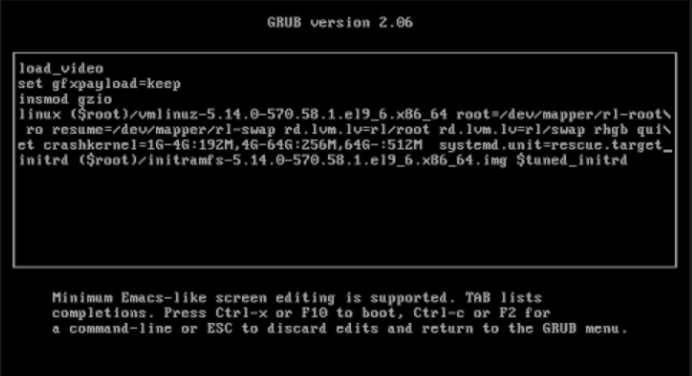 GRUB version 2.06
load_video
set gfxpayload=keep
insmod gzio
linux ($root)/vmlinuz-5.14.0-570.58.1.el9_6.x86_64 root=/dev/mapper/rl-root\
 ro resume=/dev/mapper/rl-swap rd.lvm.lv=rl/root rd.lvm.lv=rl/swap rhgb qui\
et crashkernel=1G-4G:192M,4G-64G:256M,64G-:512M  systemd.unit=rescue.target_
initrd ($root)/initramfs-5.14.0-570.58.1.el9_6.x86_64.img $tuned_initrd
Minimum Emacs-like screen editing is supported. TAB lists
completions. Press Ctrl-x or F10 to boot, Ctrl-c or F2 for
a command-line or ESC to discard edits and return to the GRUB menu.